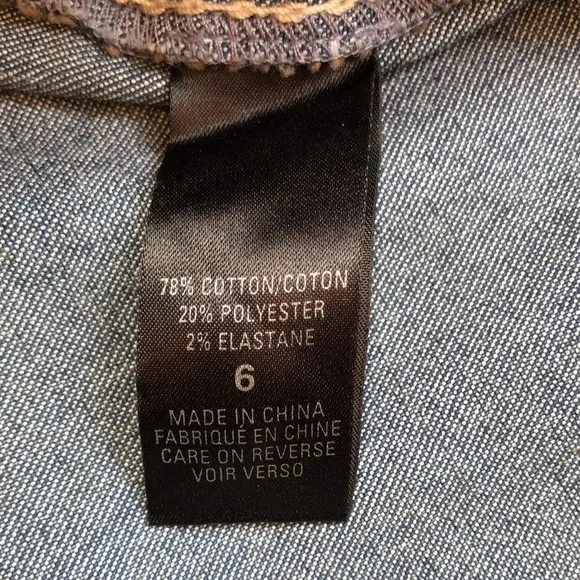 78% COTTON/COTON
20% POLYESTER
2% ELASTANE
6
MADE IN CHINA
FABRIQUÉ EN CHINE
CARE ON REVERSE
VOIR VERSO